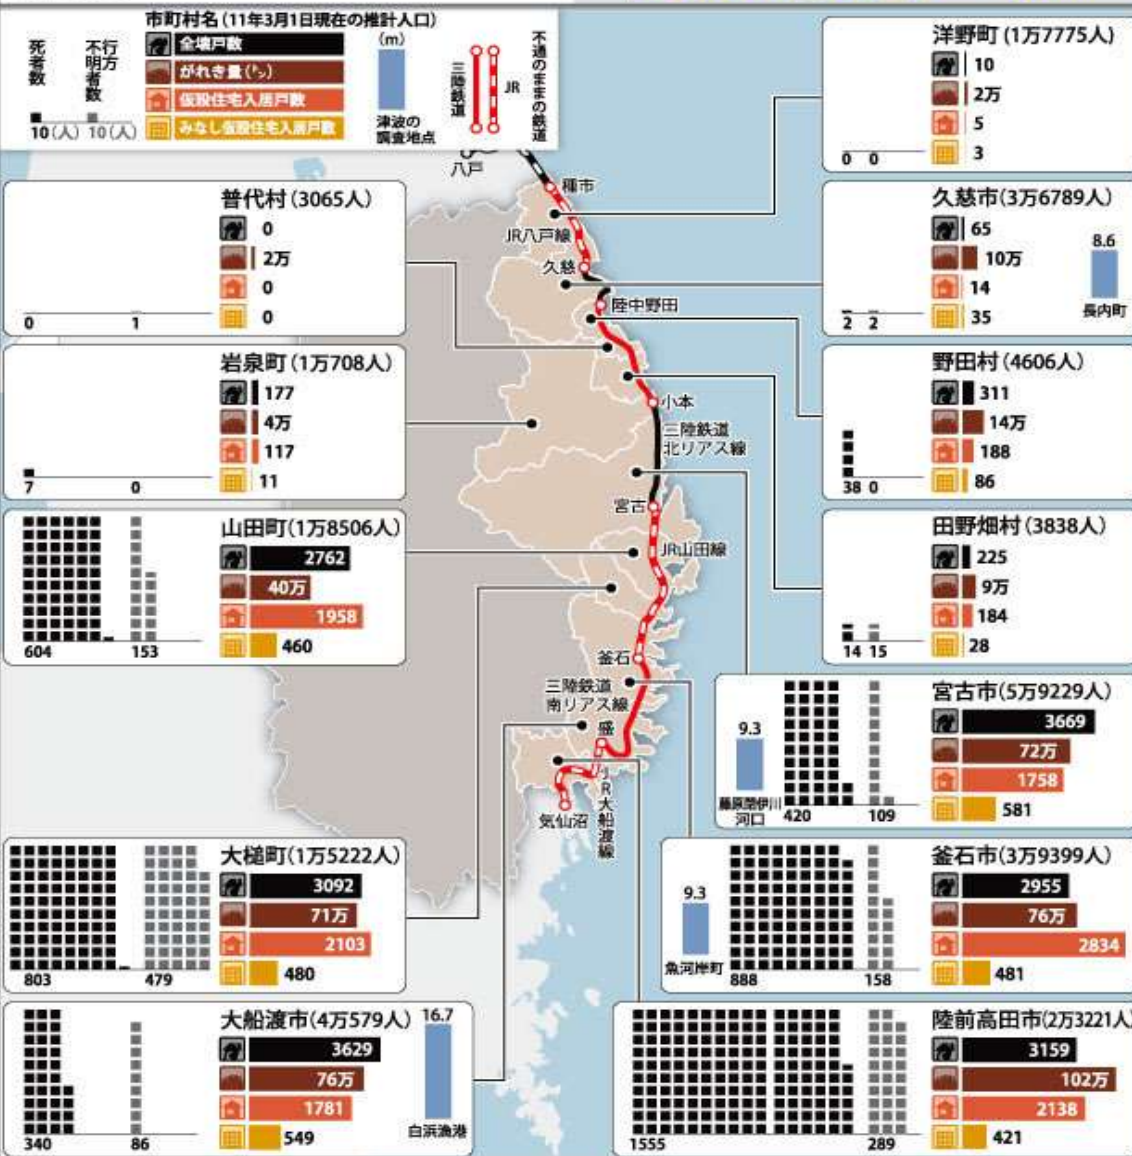 市町村名(11年3月1日現在の推計人口)
死者数
行方不明者数
10(人)
10(人)
全壊戸数
がれき量(㌧)
仮設住宅入居戸数
みなし仮設住宅入居戸数
(m)
津波の
調査地点
三陸鉄道
JR
不通のままの鉄道
洋野町(1万7775人)
10
2万
5
3
0 0
普代村(3065人)
0
2万
0
0
0 1
久慈市(3万6789人)
65
10万
14
35
2 2
8.6
長内町
岩泉町(1万708人)
177
4万
117
11
7 0
野田村(4606人)
311
14万
188
86
38 0
山田町(1万8506人)
2762
40万
1958
460
604 153
田野畑村(3838人)
225
9万
184
28
14 15
八戸
種市
JR八戸線
久慈
陸中野田
小本
三陸鉄道
北リアス線
宮古
JR山田線
釜石
三陸鉄道
南リアス線
盛
JR大船渡線
気仙沼
宮古市(5万9229人)
3669
72万
1758
581
420 109
9.3
藤原閉伊川
河口
大槌町(1万5222人)
3092
71万
2103
480
803 479
釜石市(3万9399人)
2955
76万
2834
481
888 158
9.3
魚河岸町
大船渡市(4万579人)
3629
76万
1781
549
340 86
16.7
白浜漁港
陸前高田市(2万3221人)
3159
102万
2138
421
1555 289